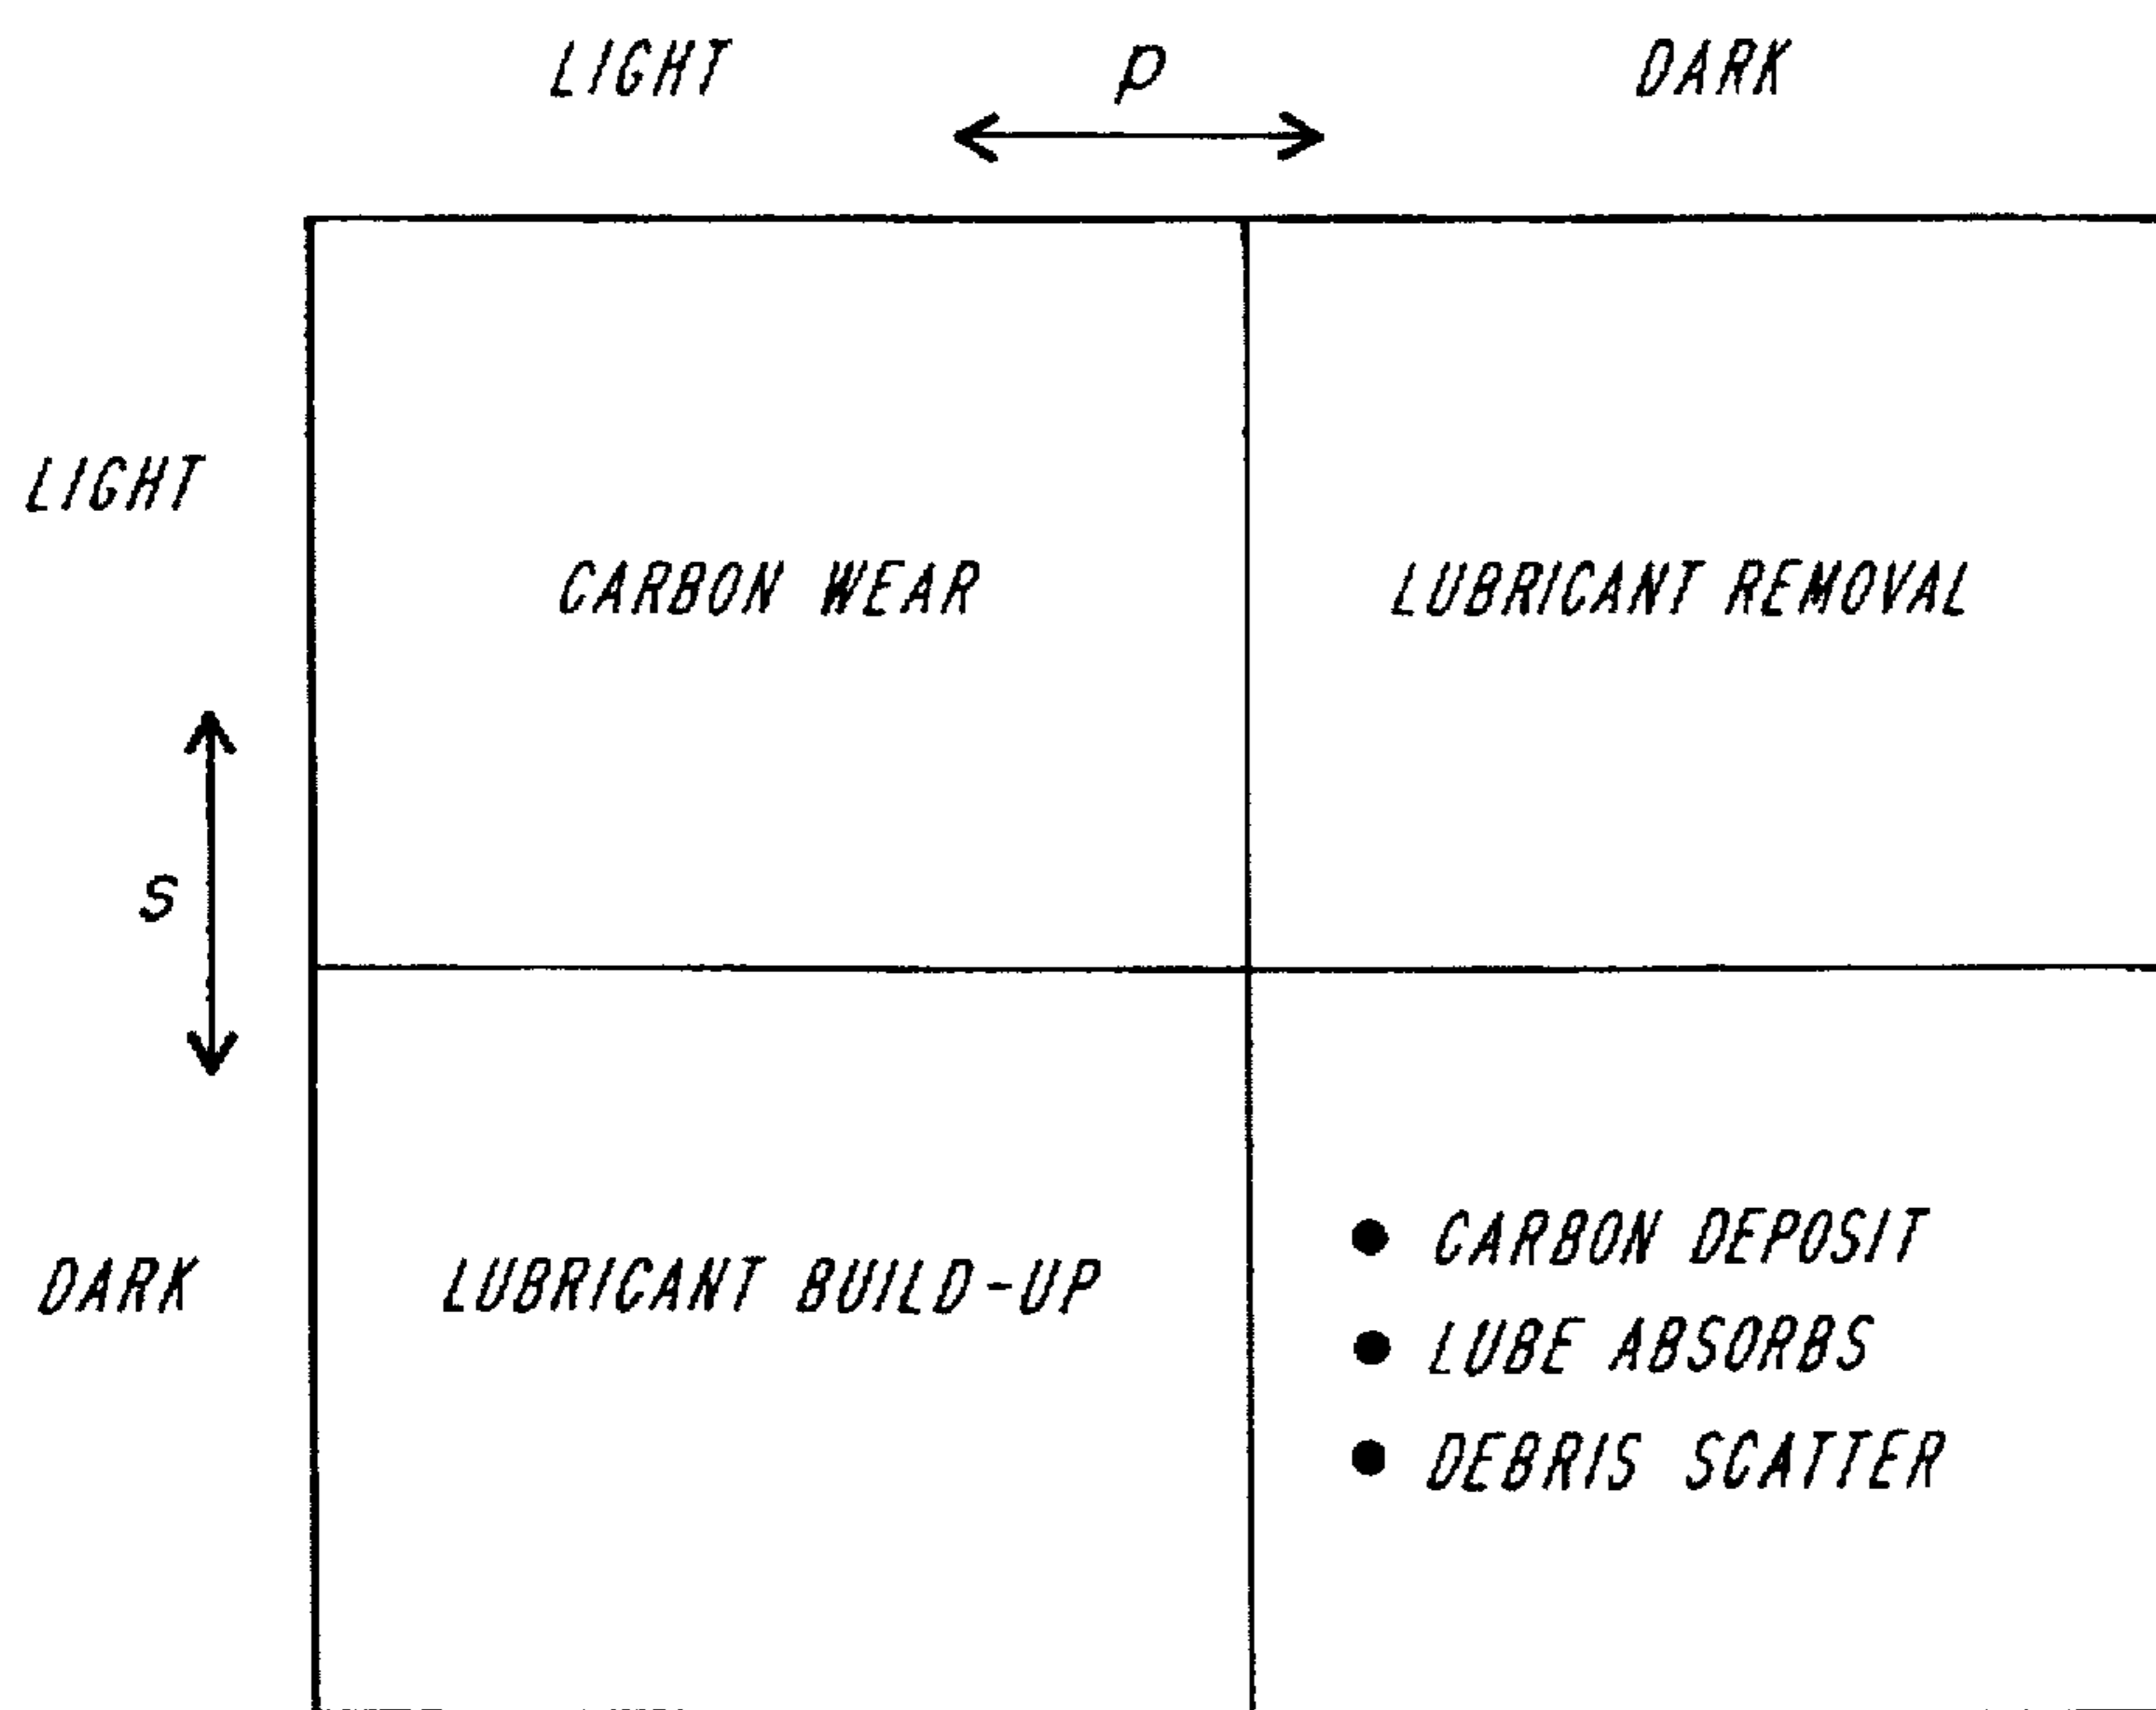 LIGHT P DARK
LIGHT
CARBON WEAR
LUBRICANT REMOVAL
S
DARK
LUBRICANT BUILD-UP
● CARBON DEPOSIT
● LUBE ABSORBS
● DEBRIS SCATTER